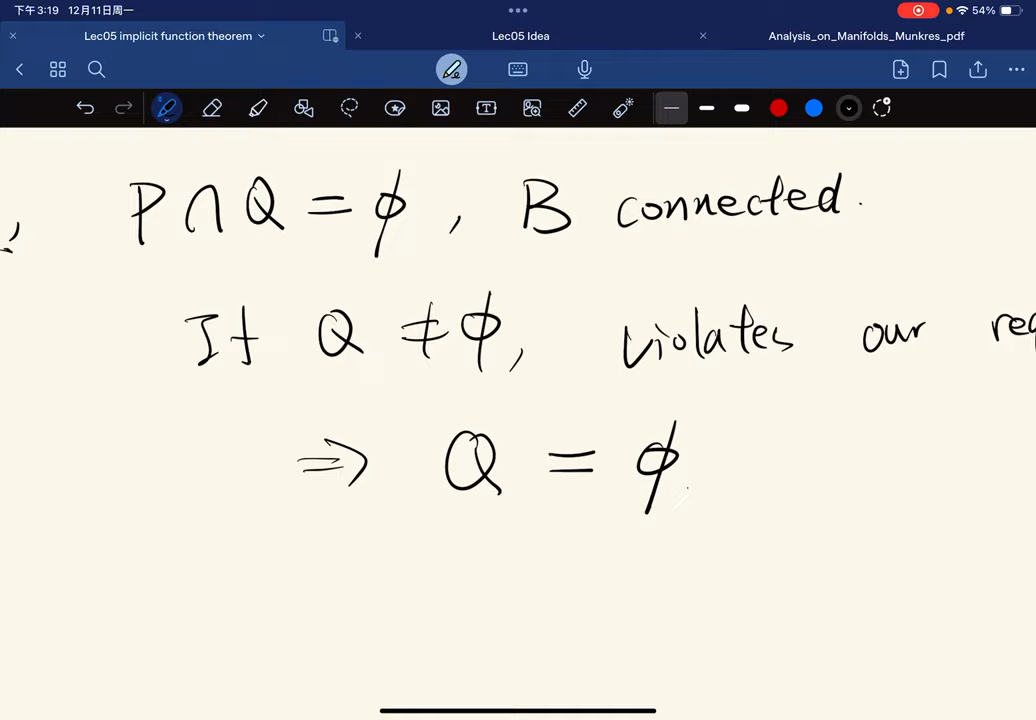 下午3:19 12月11日周一
54%
Lec05 implicit function theorem
Lec05 Idea
Analysis_on_Manifolds_Munkres_pdf
P ∩ Q = ϕ, B connected.
If Q ≠ ϕ, violates our
⇒ Q = ϕ